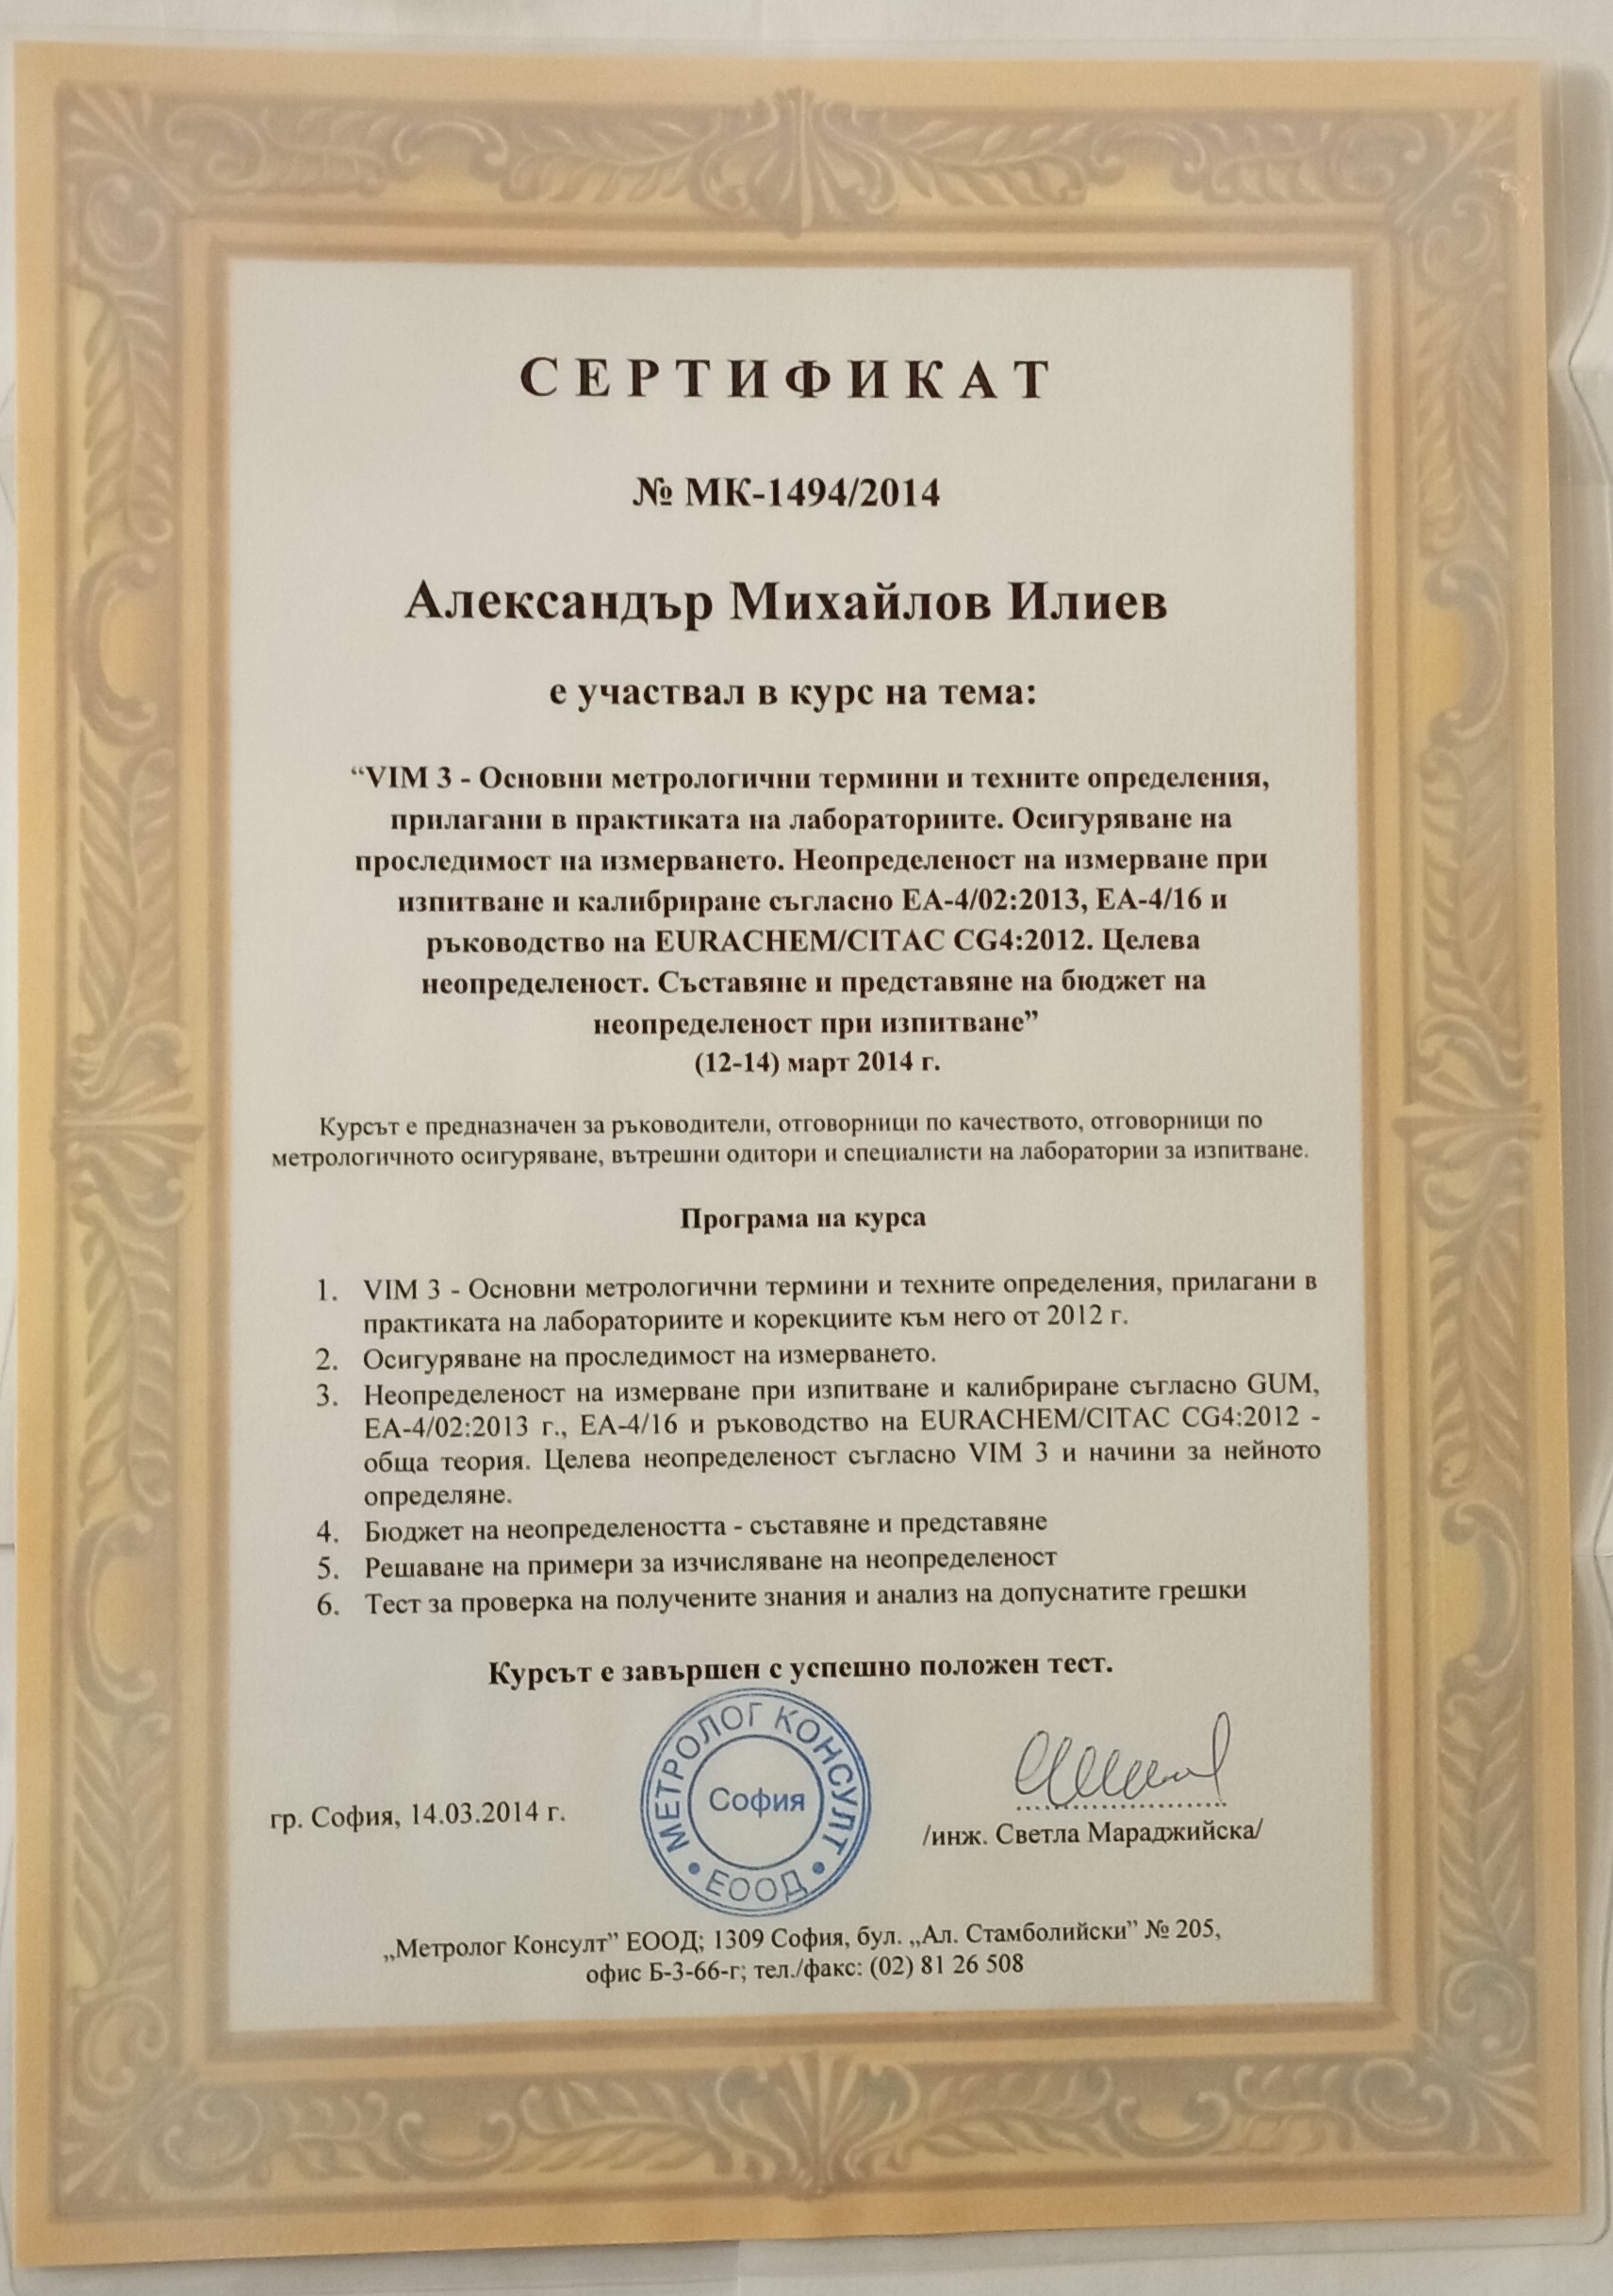 СЕРТИФИКАТ
№ МК-1494/2014
Александър Михайлов Илиев
е участвал в курс на тема:
“VIM 3 - Основни метрологични термини и техните определения,
прилагани в практиката на лабораториите. Осигуряване на
проследимост на измерването. Неопределеност на измерване при
изпитване и калибриране съгласно EA-4/02:2013, EA-4/16 и
ръководство на EURACHEM/CITAC CG4:2012. Целева
неопределеност. Съставяне и представяне на бюджет на
неопределеност при изпитване”
(12-14) март 2014 г.
Курсът е предназначен за ръководители, отговорници по качеството, отговорници по
метрологичното осигуряване, вътрешни одитори и специалисти на лаборатории за изпитване.
Програма на курса
1. VIM 3 - Основни метрологични термини и техните определения, прилагани в
практиката на лабораториите и корекциите към него от 2012 г.
2. Осигуряване на проследимост на измерването.
3. Неопределеност на измерване при изпитване и калибриране съгласно GUM,
EA-4/02:2013 г., EA-4/16 и ръководство на EURACHEM/CITAC CG4:2012 -
обща теория. Целева неопределеност съгласно VIM 3 и начини за нейното
определяне.
4. Бюджет на неопределеността - съставяне и представяне
5. Решаване на примери за изчисляване на неопределеност
6. Тест за проверка на получените знания и анализ на допуснатите грешки
Курсът е завършен с успешно положен тест.
МЕТРОЛОГ КОНСУЛТ
София
ЕООД
гр. София, 14.03.2014 г.
/инж. Светла Мараджийска/
„Метролог Консулт” ЕООД; 1309 София, бул. „Ал. Стамболийски” № 205,
офис Б-3-66-г; тел./факс: (02) 81 26 508